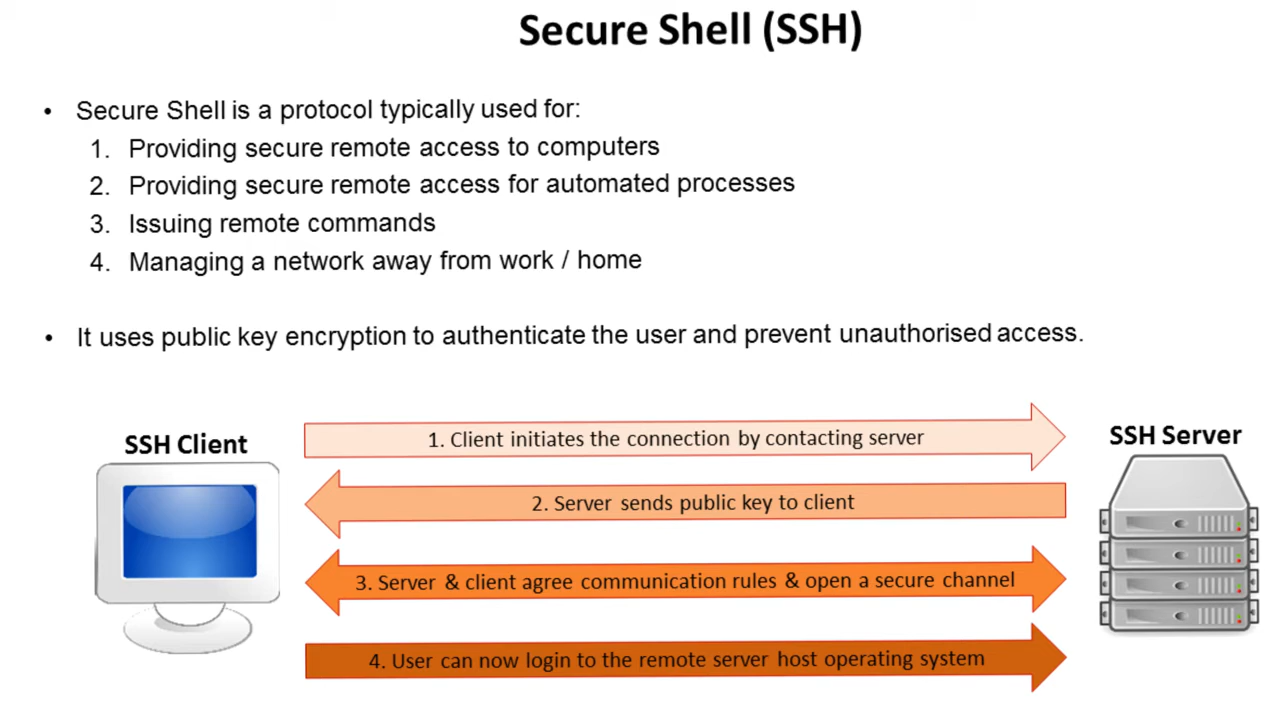 Secure Shell (SSH)
• Secure Shell is a protocol typically used for:
1. Providing secure remote access to computers
2. Providing secure remote access for automated processes
3. Issuing remote commands
4. Managing a network away from work / home
• It uses public key encryption to authenticate the user and prevent unauthorised access.
SSH Client
1. Client initiates the connection by contacting server
SSH Server
2. Server sends public key to client
3. Server & client agree communication rules & open a secure channel
4. User can now login to the remote server host operating system